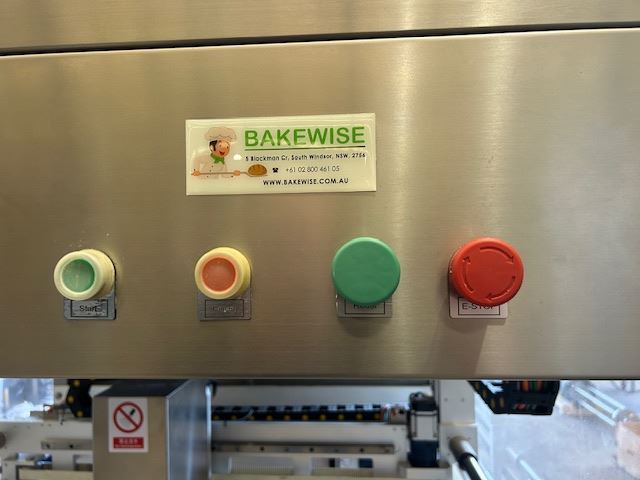 BAKEWISE
5 Blackman Cr, South Windsor, NSW, 2756
☎ +61 02 800 461 05
WWW.BAKEWISE.COM.AU
Start
E-STOP